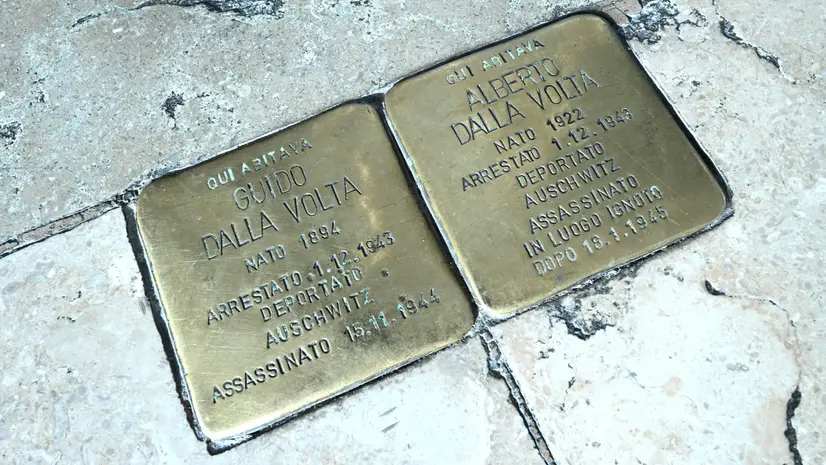 QUI ABITAVA
GUIDO
DALLA VOLTA
NATO 1894
ARRESTATO 1.12.1943
DEPORTATO
AUSCHWITZ
ASSASSINATO 15.11.1944
QUI ABITAVA
ALBERTO
DALLA VOLTA
NATO 1922
ARRESTATO 1.12.1943
DEPORTATO
AUSCHWITZ
ASSASSINATO
IN LUOGO IGNOTO
DOPO 18.1.1945